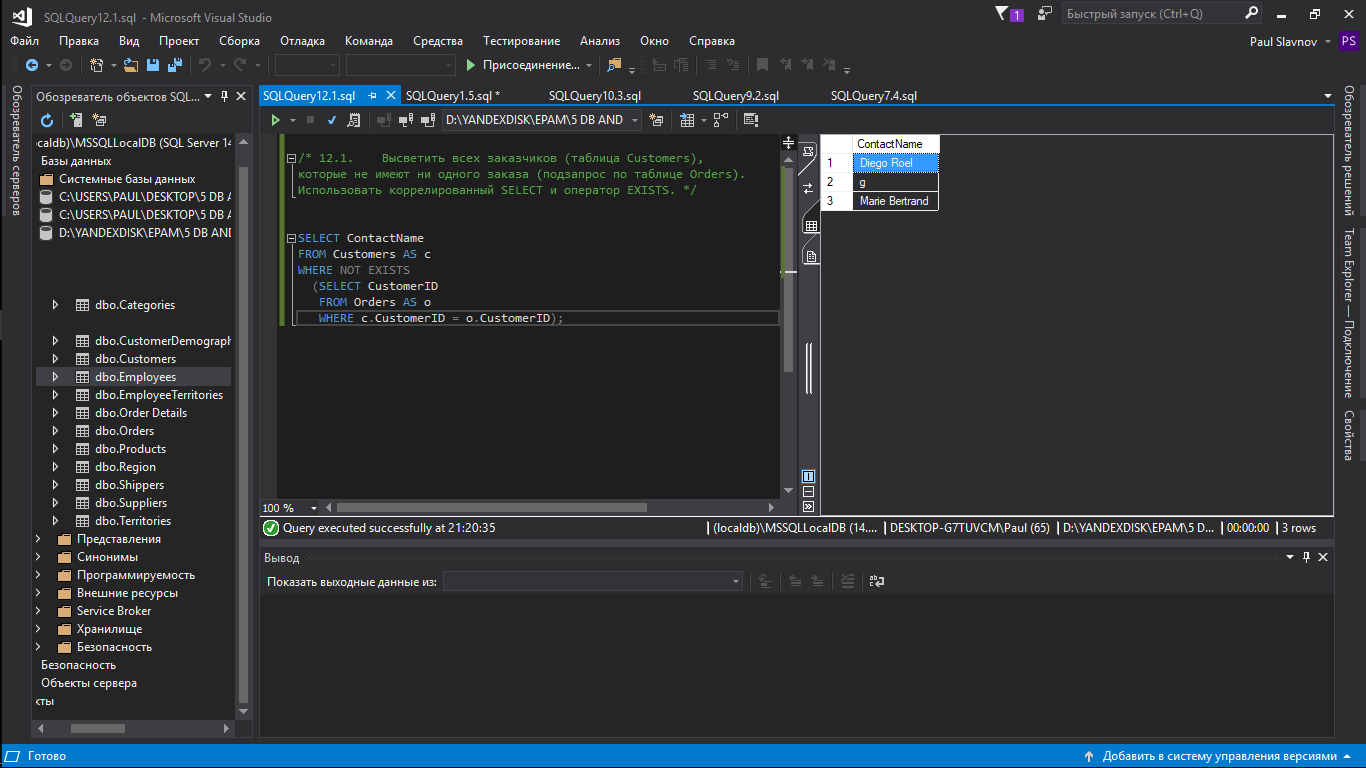 SQLQuery12.1.sql - Microsoft Visual Studio
1
Быстрый запуск (Ctrl+Q)
Файл Правка Вид Проект Сборка Отладка Команда Средства Тестирование Анализ Окно Справка
Paul Slavnov PS
Присоединение...
Обозреватель серверов
Обозреватель объектов SQL...
caldb)\MSSQLLocalDB (SQL Server 14
Базы данных
Системные базы данных
C:\USERS\PAUL\DESKTOP\5 DB A
C:\USERS\PAUL\DESKTOP\5 DB A
D:\YANDEXDISK\EPAM\5 DB ANI
dbo.Categories
dbo.CustomerDemograph
dbo.Customers
dbo.Employees
dbo.EmployeeTerritories
dbo.Order Details
dbo.Orders
dbo.Products
dbo.Region
dbo.Shippers
dbo.Suppliers
dbo.Territories
Представления
Синонимы
Программируемость
Внешние ресурсы
Service Broker
Хранилище
Безопасность
Безопасность
Объекты сервера
кты
SQLQuery12.1.sql SQLQuery1.5.sql * SQLQuery10.3.sql SQLQuery9.2.sql SQLQuery7.4.sql
D:\YANDEXDISK\EPAM\5 DB AND
/* 12.1. Высветить всех заказчиков (таблица Customers),
которые не имеют ни одного заказа (подзапрос по таблице Orders).
Использовать коррелированный SELECT и оператор EXISTS. */
SELECT ContactName
FROM Customers AS c
WHERE NOT EXISTS
(SELECT CustomerID
FROM Orders AS o
WHERE c.CustomerID = o.CustomerID);
100 %
ContactName
1 Diego Roel
2 g
3 Marie Bertrand
Query executed successfully at 21:20:35
(localdb)\MSSQLLocalDB (14.... DESKTOP-G7TUVCM\Paul (65) D:\YANDEXDISK\EPAM\5 D... 00:00:00 3 rows
Вывод
Показать выходные данные из:
Обозреватель решений
Team Explorer — Подключение
Свойства
Готово
Добавить в систему управления версиями